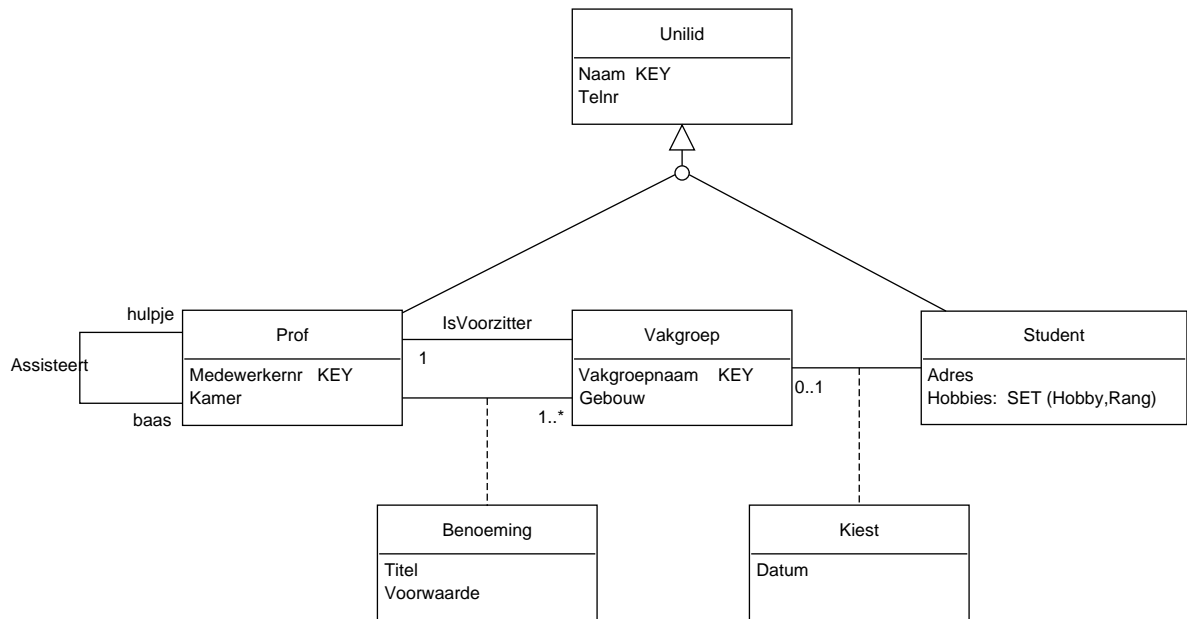 Unilid
Naam KEY
Telnr
hulpje
Assisteert
baas
Prof
Medewerkernr KEY
Kamer
IsVoorzitter
1
1..*
Vakgroep
Vakgroepnaam KEY
Gebouw
0..1
Student
Adres
Hobbies: SET (Hobby,Rang)
Benoeming
Titel
Voorwaarde
Kiest
Datum